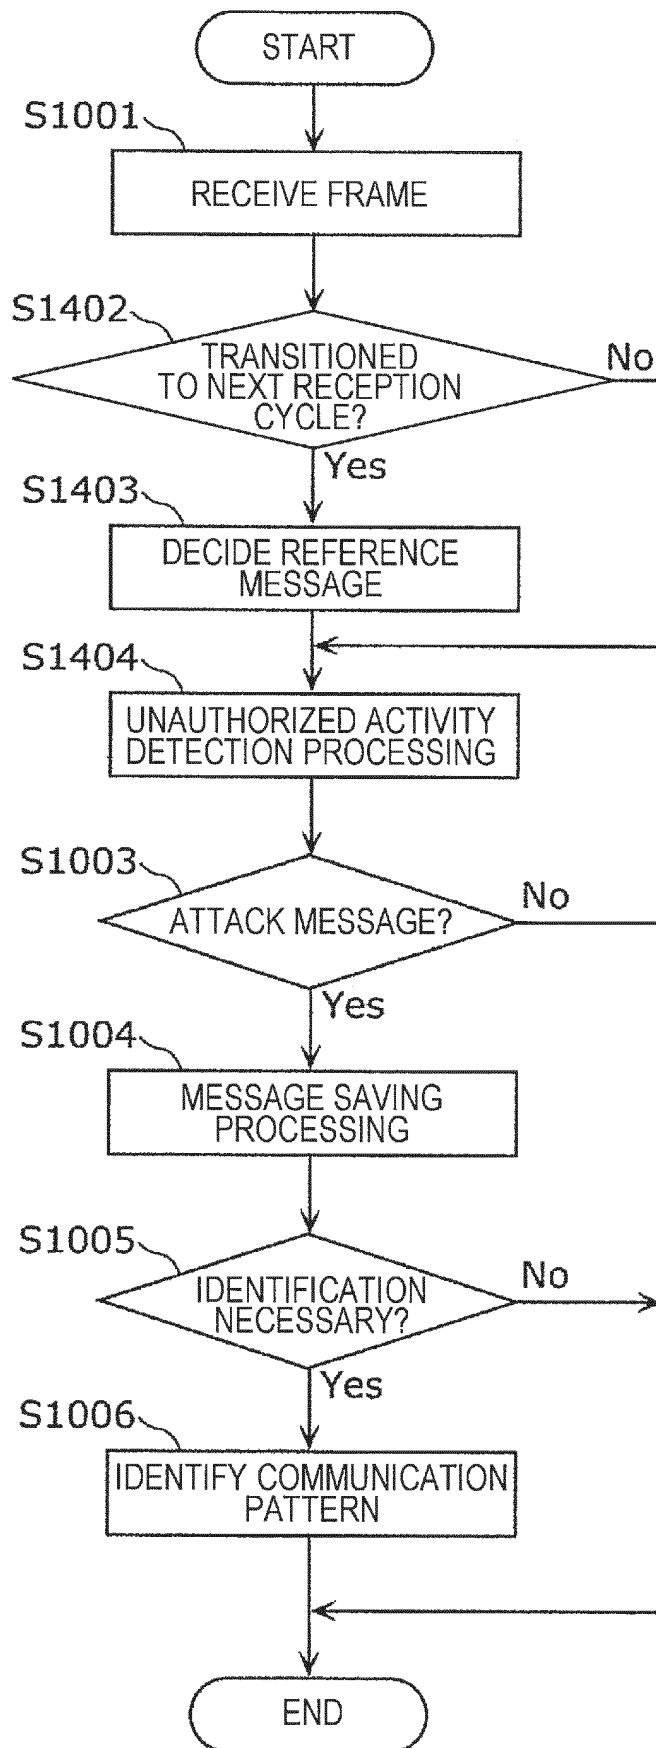 START
S1001
RECEIVE FRAME
S1402
TRANSITIONED
TO NEXT RECEPTION
CYCLE?
No
Yes
S1403
DECIDE REFERENCE
MESSAGE
S1404
UNAUTHORIZED ACTIVITY
DETECTION PROCESSING
S1003
ATTACK MESSAGE?
No
Yes
S1004
MESSAGE SAVING
PROCESSING
S1005
IDENTIFICATION
NECESSARY?
No
Yes
S1006
IDENTIFY COMMUNICATION
PATTERN
END